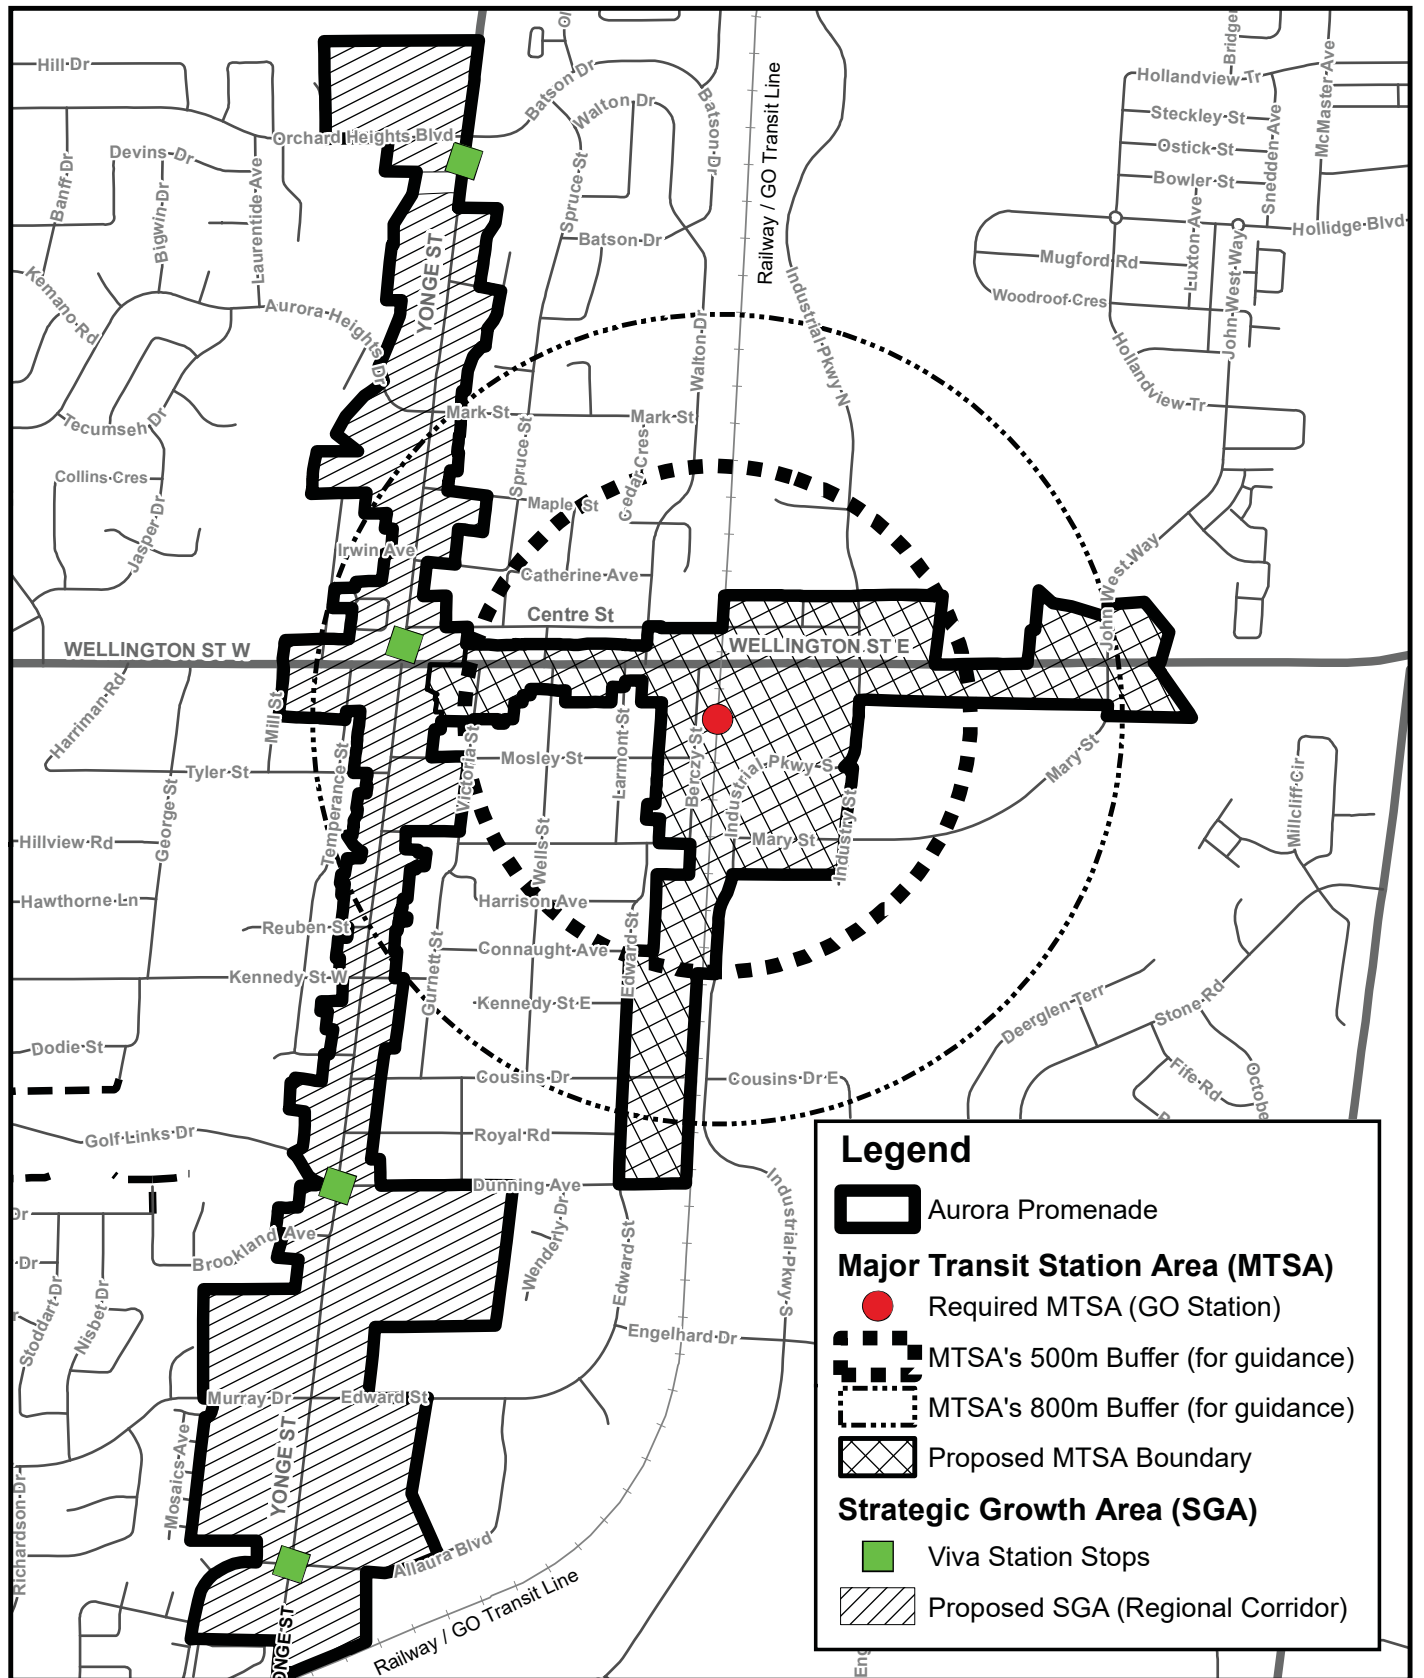 Hill Dr
Orchard Heights Blvd
Devins Dr
Banff Dr
Bigwin Dr
Laurentide Ave
Kemano Rd
Aurora Heights Dr
Tecumseh Dr
Collins Cres
Jasper Dr
YONGE ST
Batson Dr
Walton Dr
Batson Dr
Spruce St
Batson Dr
Railway / GO Transit Line
Industrial Pkwy N
Walton Dr
Mark St
Mark St
Spruce St
Cedar Cres
Maple St
Irwin Ave
Catherine Ave
Centre St
Bridge
Hollandview Tr
McMaster Ave
Steckley St
Ostick St
Bowler St
Snedden Ave
Luxton Ave
Hollidge Blvd
Mugford Rd
Woodroof Cres
John West Way
Hollandview Tr
John West Way
WELLINGTON ST W
WELLINGTON ST E
Harriman Rd
Mill St
Tyler St
George St
Temperance St
Victoria St
Mosley St
Larmont St
Berczy St
Industrial Pkwy S
Industrial Pkwy S
Mary St
Mary St
Industry St
Wells St
Hillview Rd
Hawthorne Ln
Reuben St
Harrison Ave
Connaught Ave
Edward St
Gurnett St
Kennedy St W
Kennedy St E
Millcliff Cir
Dodie St
Cousins Dr
Cousins Dr E
Deerglen Terr
Stone Rd
Fife Rd
Octobe
Golf Links Dr
Royal Rd
Dunning Ave
Dr
Dr
Brookland Ave
Wenderly Dr
Edward St
Industrial Pkwy S
Stoddart Dr
Nisbet Dr
Engelhard Dr
Murray Dr
Edward St
YONGE ST
Mosaics Ave
Richardson Dr
Allaura Blvd
Railway / GO Transit Line
ONGE ST
Eng
Legend
Aurora Promenade
Major Transit Station Area (MTSA)
Required MTSA (GO Station)
MTSA's 500m Buffer (for guidance)
MTSA's 800m Buffer (for guidance)
Proposed MTSA Boundary
Strategic Growth Area (SGA)
Viva Station Stops
Proposed SGA (Regional Corridor)